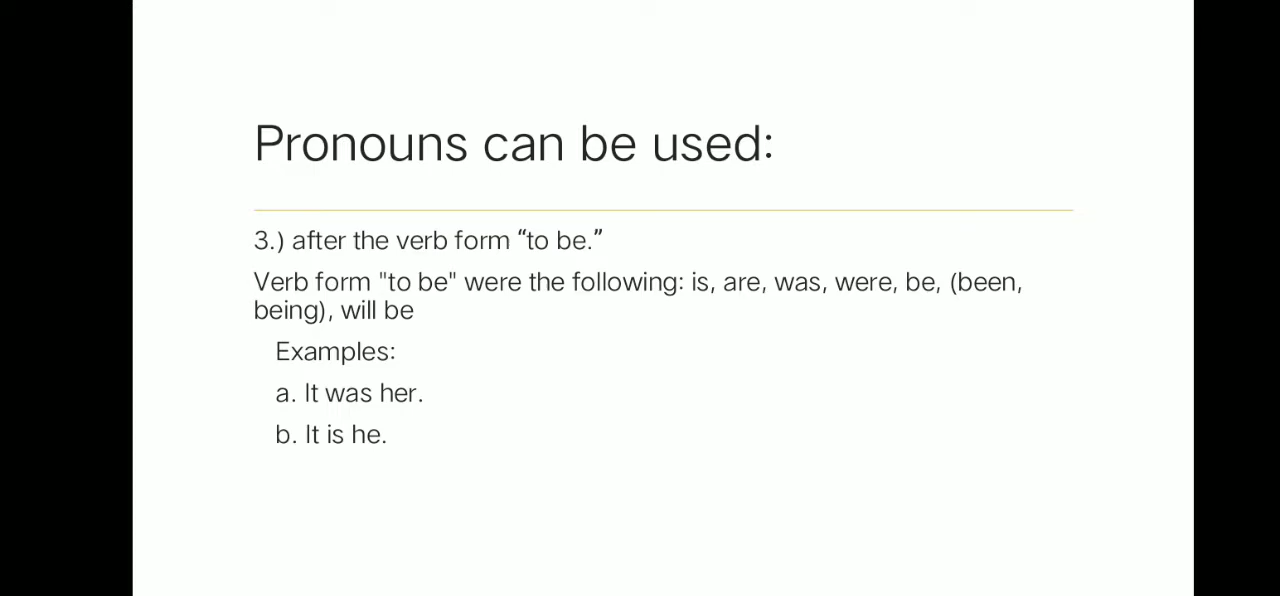 Pronouns can be used:
3.) after the verb form “to be.”
Verb form "to be" were the following: is, are, was, were, be, (been,
being), will be
Examples:
a. It was her.
b. It is he.